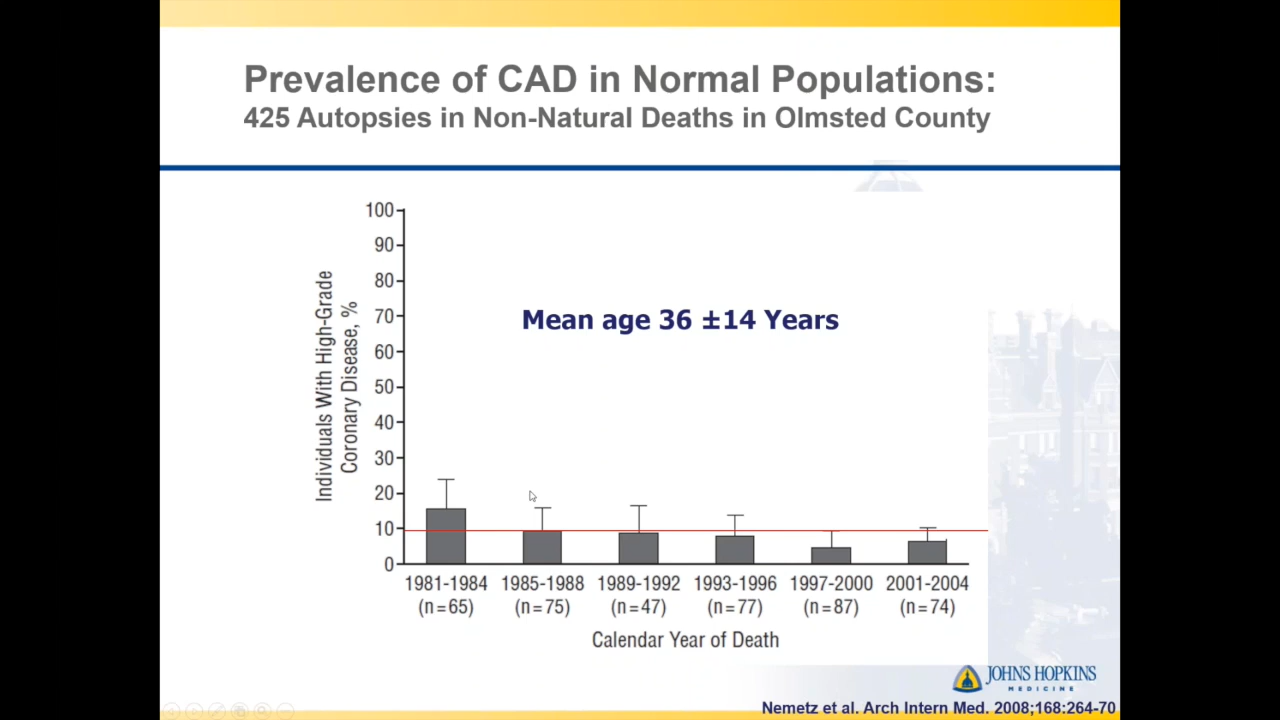 Prevalence of CAD in Normal Populations:
425 Autopsies in Non-Natural Deaths in Olmsted County
Individuals With High-Grade
Coronary Disease, %
100
90
80
70
60
50
40
30
20
10
0
Mean age 36 ±14 Years
1981-1984 1985-1988 1989-1992 1993-1996 1997-2000 2001-2004
(n=65) (n=75) (n=47) (n=77) (n=87) (n=74)
Calendar Year of Death
JOHNS HOPKINS
MEDICINE
Nemetz et al. Arch Intern Med. 2008;168:264-70